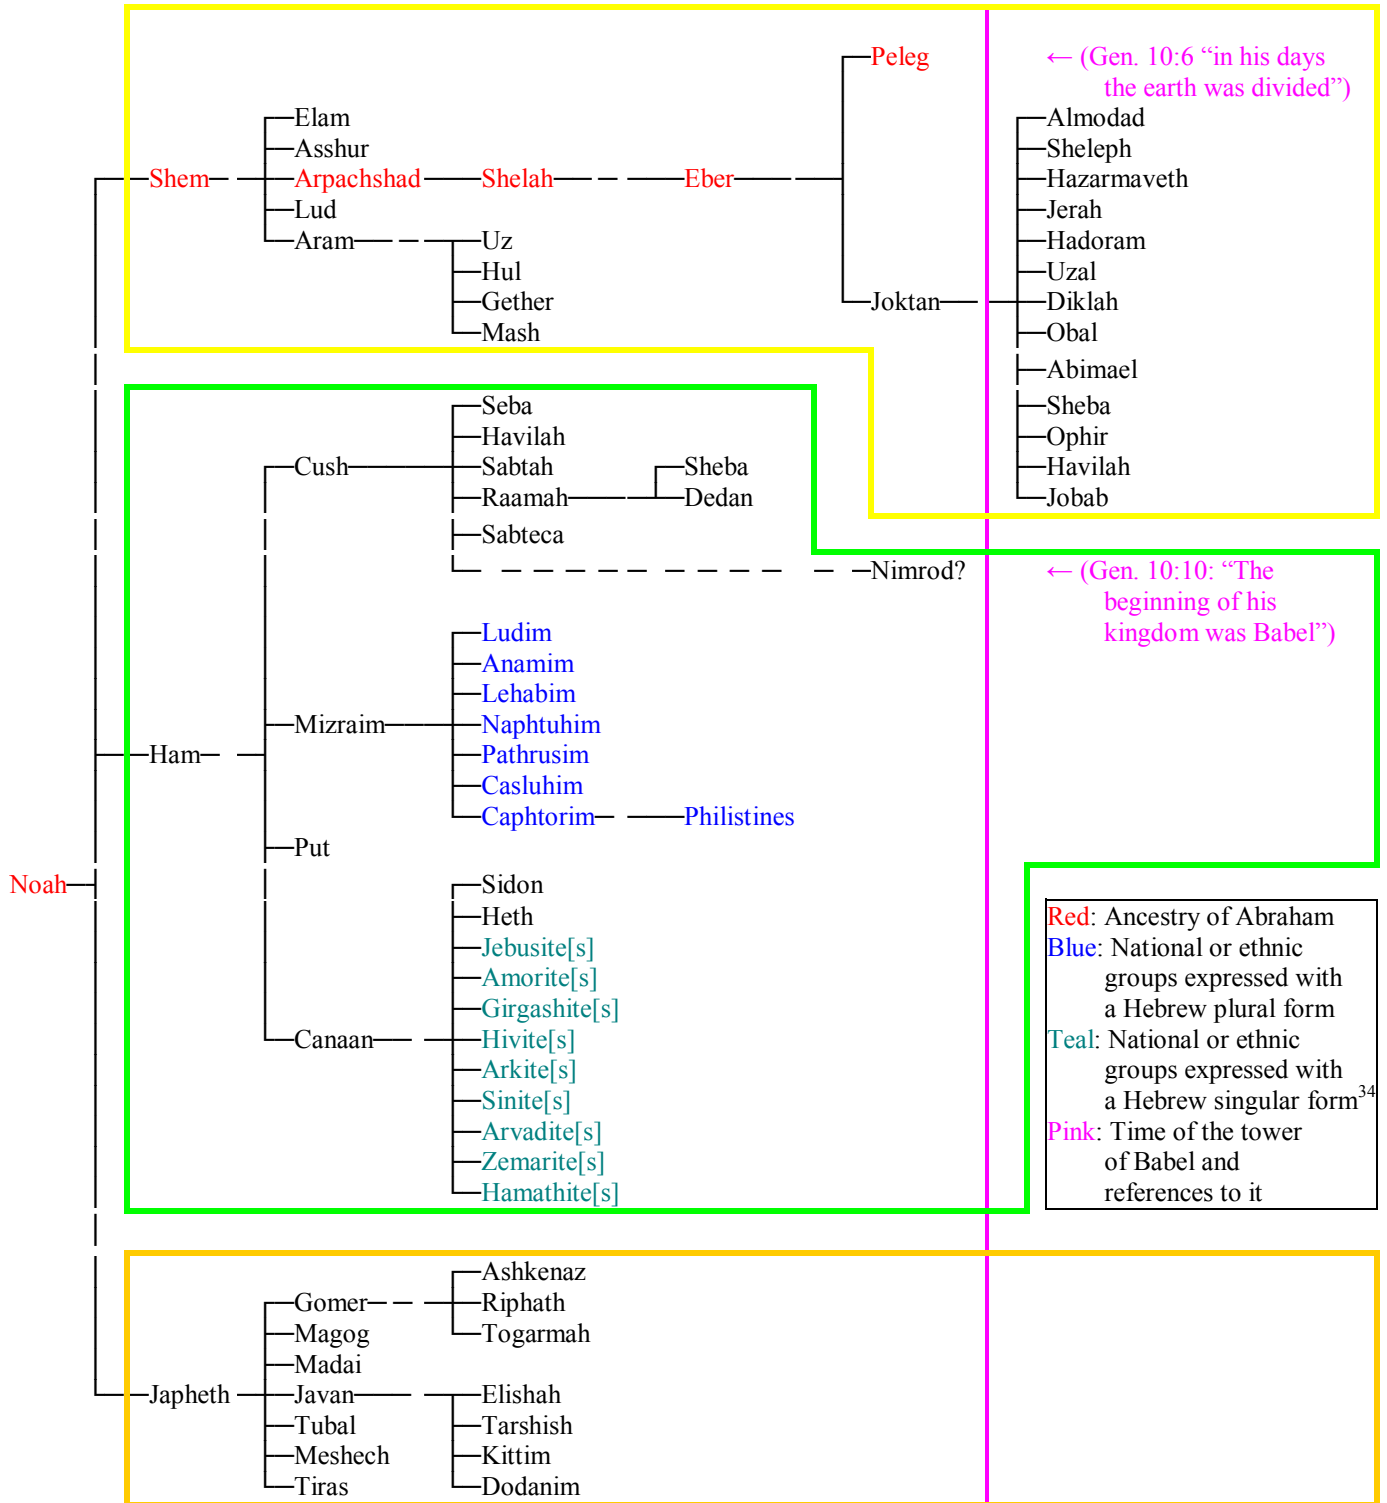 Peleg ← (Gen. 10:6 “in his days
the earth was divided”)
Elam Almodad
Asshur Sheleph
Shem Arpachshad Shelah Eber Hazarmaveth
Lud Jerah
Aram Uz Hadoram
Hul Uzal
Gether Joktan Diklah
Mash Obal
Abimael
Seba Sheba
Havilah Ophir
Cush Sabtah Sheba Havilah
Raamah Dedan Jobab
Sabteca
Nimrod? ← (Gen. 10:10: “The
beginning of his
Ludim kingdom was Babel”)
Anamim
Lehabim
Mizraim Naphtuhim
Ham Pathrusim
Casluhim
Caphtorim Philistines
Put
Noah Sidon
Heth Red: Ancestry of Abraham
Jebusite[s] Blue: National or ethnic
Amorite[s] groups expressed with
Girgashite[s] a Hebrew plural form
Canaan Hivite[s] Teal: National or ethnic
Arkite[s] groups expressed with
Sinite[s] a Hebrew singular form34
Arvadite[s] Pink: Time of the tower
Zemarite[s] of Babel and
Hamathite[s] references to it
Ashkenaz
Gomer Riphath
Magog Togarmah
Madai
Japheth Javan Elishah
Tubal Tarshish
Meshech Kittim
Tiras Dodanim